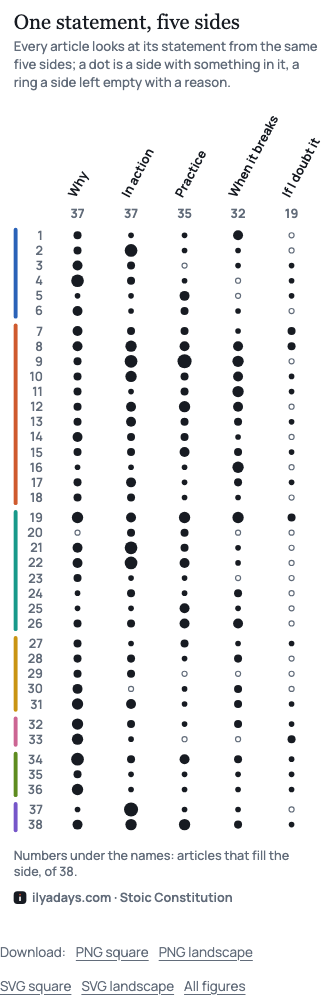 One statement, five sides
Every article looks at its statement from the same
five sides; a dot is a side with something in it, a
ring a side left empty with a reason.
Why
In action
Practice
When it breaks
If I doubt it
37 37 35 32 19
1
2
3
4
5
6
7
8
9
10
11
12
13
14
15
16
17
18
19
20
21
22
23
24
25
26
27
28
29
30
31
32
33
34
35
36
37
38
Numbers under the names: articles that fill the
side, of 38.
ilyadays.com · Stoic Constitution
Download: PNG square PNG landscape
SVG square SVG landscape All figures